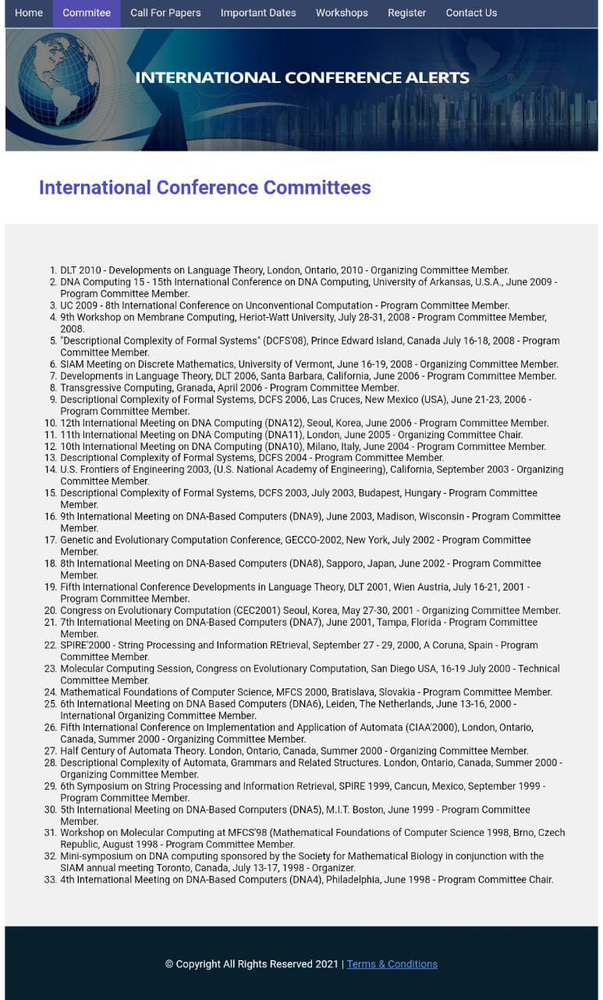 Home Commitee Call For Papers Important Dates Workshops Register Contact Us
INTERNATIONAL CONFERENCE ALERTS
International Conference Committees
1. DLT 2010 - Developments on Language Theory, London, Ontario, 2010 - Organizing Committee Member.
2. DNA Computing 15 - 15th International Conference on DNA Computing, University of Arkansas, U.S.A., June 2009 -
Program Committee Member.
3. UC 2009 - 8th International Conference on Unconventional Computation - Program Committee Member.
4. 9th Workshop on Membrane Computing, Heriot-Watt University, July 28-31, 2008 - Program Committee Member,
2008.
5. "Descriptional Complexity of Formal Systems" (DCFS'08), Prince Edward Island, Canada July 16-18, 2008 - Program
Committee Member.
6. SIAM Meeting on Discrete Mathematics, University of Vermont, June 16-19, 2008 - Organizing Committee Member.
7. Developments in Language Theory, DLT 2006, Santa Barbara, California, June 2006 - Program Committee Member.
8. Transgressive Computing, Granada, April 2006 - Program Committee Member.
9. Descriptional Complexity of Formal Systems, DCFS 2006, Las Cruces, New Mexico (USA), June 21-23, 2006 -
Program Committee Member.
10. 12th International Meeting on DNA Computing (DNA12), Seoul, Korea, June 2006 - Program Committee Member.
11. 11th International Meeting on DNA Computing (DNA11), London, June 2005 - Organizing Committee Chair.
12. 10th International Meeting on DNA Computing (DNA10), Milano, Italy, June 2004 - Program Committee Member.
13. Descriptional Complexity of Formal Systems, DCFS 2004 - Program Committee Member.
14. U.S. Frontiers of Engineering 2003, (U.S. National Academy of Engineering), California, September 2003 - Organizing
Committee Member.
15. Descriptional Complexity of Formal Systems, DCFS 2003, July 2003, Budapest, Hungary - Program Committee
Member.
16. 9th International Meeting on DNA-Based Computers (DNA9), June 2003, Madison, Wisconsin - Program Committee
Member.
17. Genetic and Evolutionary Computation Conference, GECCO-2002, New York, July 2002 - Program Committee
Member.
18. 8th International Meeting on DNA-Based Computers (DNA8), Sapporo, Japan, June 2002 - Program Committee
Member.
19. Fifth International Conference Developments in Language Theory, DLT 2001, Wien Austria, July 16-21, 2001 -
Program Committee Member.
20. Congress on Evolutionary Computation (CEC2001) Seoul, Korea, May 27-30, 2001 - Organizing Committee Member.
21. 7th International Meeting on DNA-Based Computers (DNA7), June 2001, Tampa, Florida - Program Committee
Member.
22. SPIRE'2000 - String Processing and Information REtrieval, September 27 - 29, 2000, A Coruna, Spain - Program
Committee Member.
23. Molecular Computing Session, Congress on Evolutionary Computation, San Diego USA, 16-19 July 2000 - Technical
Committee Member.
24. Mathematical Foundations of Computer Science, MFCS 2000, Bratislava, Slovakia - Program Committee Member.
25. 6th International Meeting on DNA Based Computers (DNA6), Leiden, The Netherlands, June 13-16, 2000 -
International Organizing Committee Member.
26. Fifth International Conference on Implementation and Application of Automata (CIAA'2000), London, Ontario,
Canada, Summer 2000 - Organizing Committee Member.
27. Half Century of Automata Theory. London, Ontario, Canada, Summer 2000 - Organizing Committee Member.
28. Descriptional Complexity of Automata, Grammars and Related Structures. London, Ontario, Canada, Summer 2000 -
Organizing Committee Member.
29. 6th Symposium on String Processing and Information Retrieval, SPIRE 1999, Cancun, Mexico, September 1999 -
Program Committee Member.
30. 5th International Meeting on DNA-Based Computers (DNA5), M.I.T. Boston, June 1999 - Program Committee
Member.
31. Workshop on Molecular Computing at MFCS'98 (Mathematical Foundations of Computer Science 1998, Brno, Czech
Republic, August 1998 - Program Committee Member.
32. Mini-symposium on DNA computing sponsored by the Society for Mathematical Biology in conjunction with the
SIAM annual meeting Toronto, Canada, July 13-17, 1998 - Organizer.
33. 4th International Meeting on DNA-Based Computers (DNA4), Philadelphia, June 1998 - Program Committee Chair.
© Copyright All Rights Reserved 2021 | Terms & Conditions